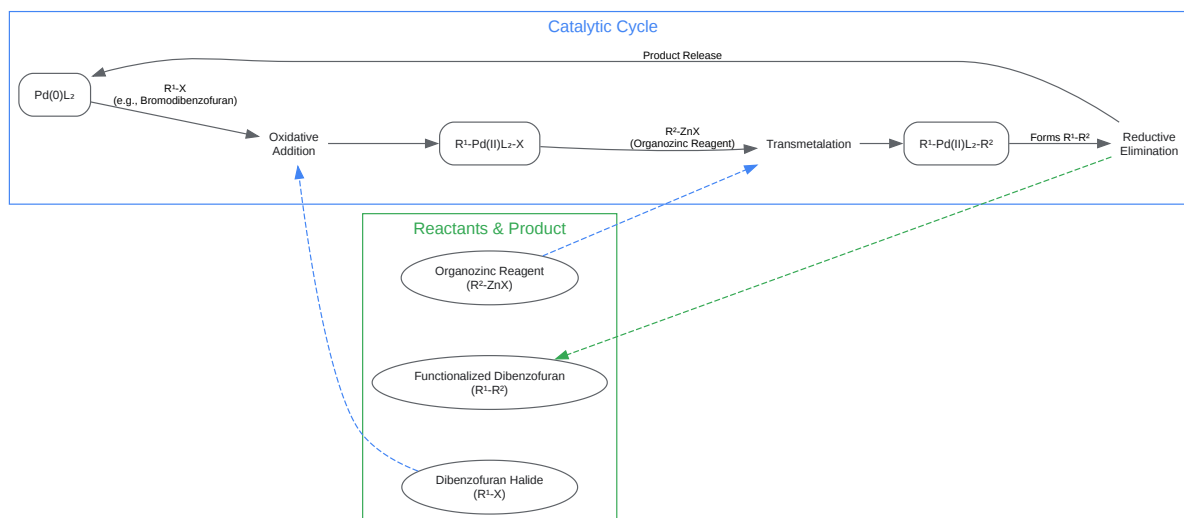 Catalytic Cycle
Product Release
Pd(0)L₂
R¹-X
(e.g., Bromodibenzofuran)
Oxidative
Addition
R¹-Pd(II)L₂-X
R²-ZnX
(Organozinc Reagent)
Transmetalation
R¹-Pd(II)L₂-R²
Forms R¹-R²
Reductive
Elimination
Reactants & Product
Organozinc Reagent
(R²-ZnX)
Functionalized Dibenzofuran
(R¹-R²)
Dibenzofuran Halide
(R¹-X)